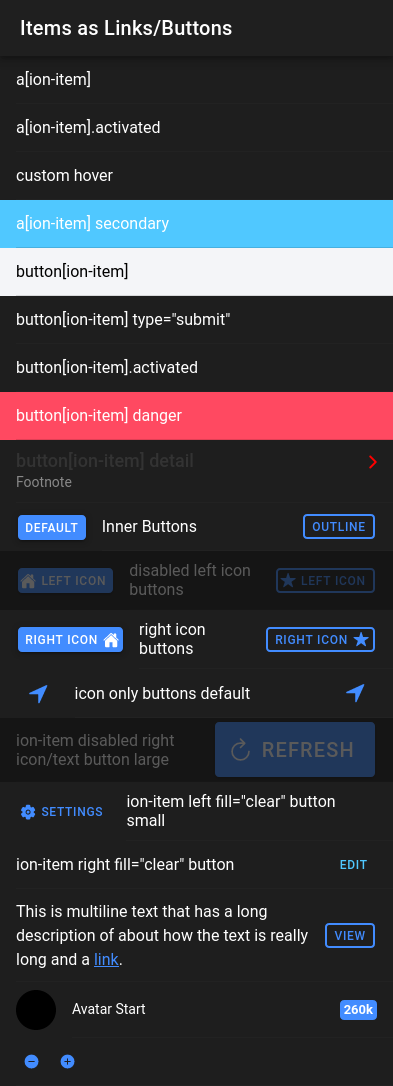 Items as Links/Buttons
a[ion-item]
a[ion-item].activated
custom hover
a[ion-item] secondary
button[ion-item]
button[ion-item] type="submit"
button[ion-item].activated
button[ion-item] danger
button[ion-item] detail
Footnote
DEFAULT Inner Buttons OUTLINE
LEFT ICON disabled left icon buttons LEFT ICON
RIGHT ICON right icon buttons RIGHT ICON
icon only buttons default
ion-item disabled right
icon/text button large REFRESH
SETTINGS ion-item left fill="clear" button small
ion-item right fill="clear" button EDIT
This is multiline text that has a long
description of about how the text is really
long and a link. VIEW
Avatar Start 260k